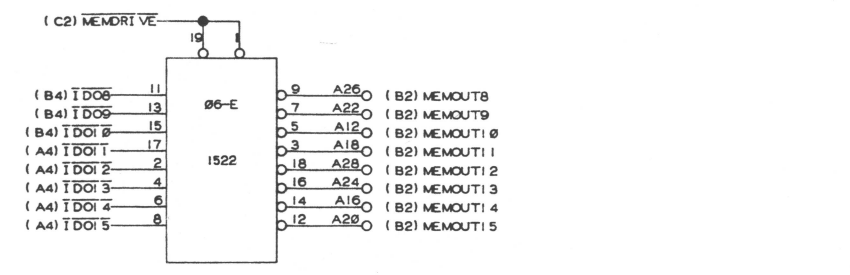 (C2) MEMDRIVE
19 1
(B4) IDO8 11 9 A26 (B2) MEMOUT8
(B4) IDO9 13 7 A22 (B2) MEMOUT9
Ø6-E
(B4) IDO1Ø 15 5 A12 (B2) MEMOUT1Ø
(A4) IDO11 17 3 A18 (B2) MEMOUT11
1522
(A4) IDO12 2 18 A28 (B2) MEMOUT12
(A4) IDO13 4 16 A24 (B2) MEMOUT13
(A4) IDO14 6 14 A16 (B2) MEMOUT14
(A4) IDO15 8 12 A2Ø (B2) MEMOUT15